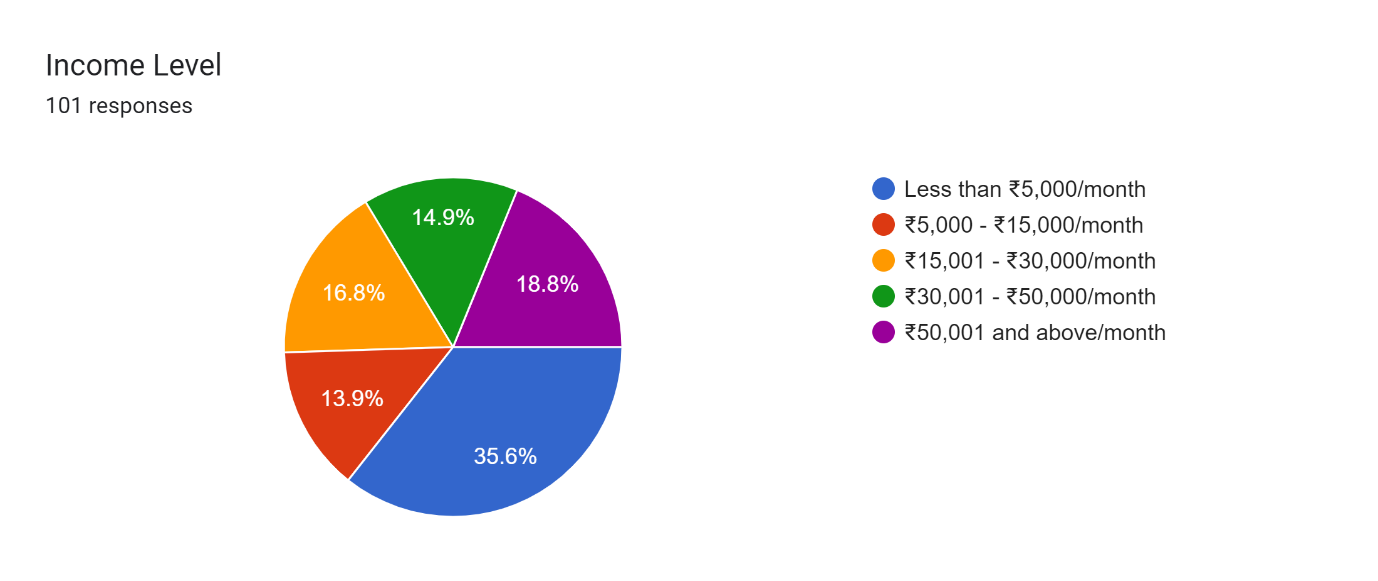 Income Level
101 responses
14.9%
18.8%
16.8%
13.9%
35.6%
Less than ₹5,000/month
₹5,000 - ₹15,000/month
₹15,001 - ₹30,000/month
₹30,001 - ₹50,000/month
₹50,001 and above/month